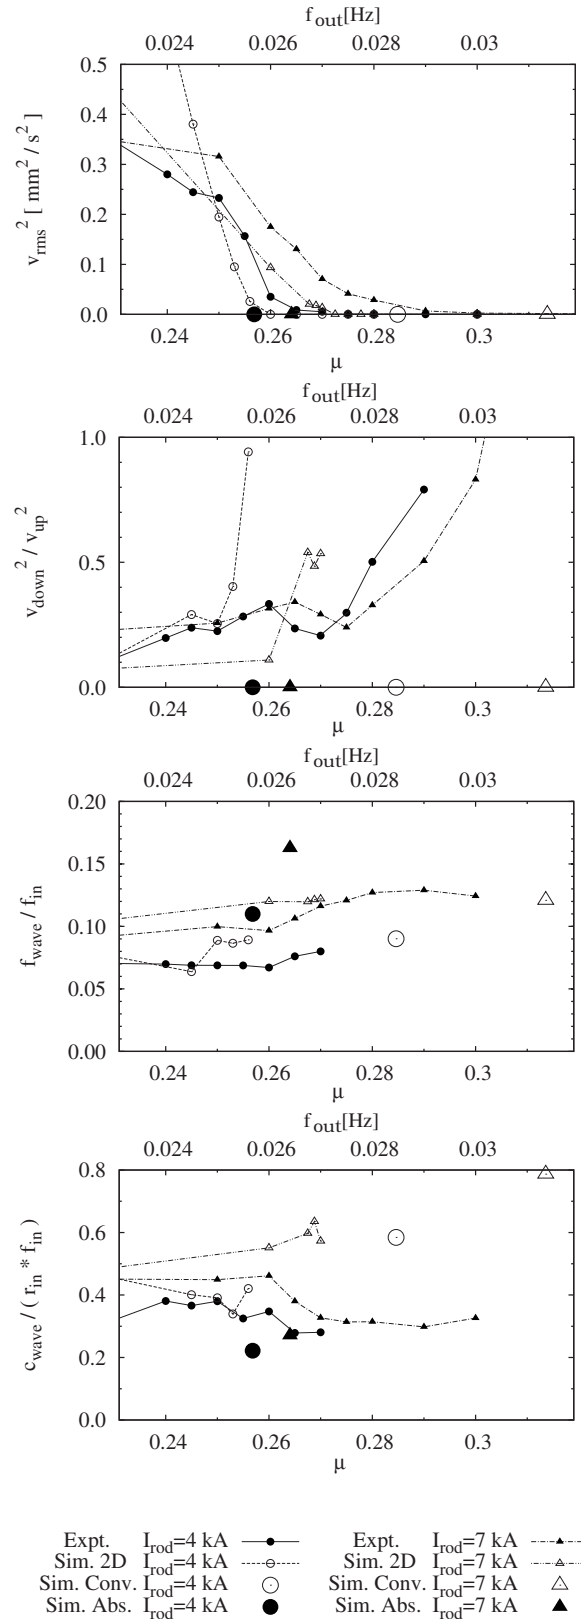 f_out[Hz]
0.024 0.026 0.028 0.03
0.5
0.4
0.3
0.2
0.1
0.0
v_rms^2 [ mm^2 / s^2 ]
0.24 0.26 0.28 0.3
μ
f_out[Hz]
0.024 0.026 0.028 0.03
1.0
0.5
0.0
v_down^2 / v_up^2
0.24 0.26 0.28 0.3
μ
f_out[Hz]
0.024 0.026 0.028 0.03
0.20
0.15
0.10
0.05
0.00
f_wave / f_in
0.24 0.26 0.28 0.3
μ
f_out[Hz]
0.024 0.026 0.028 0.03
0.8
0.6
0.4
0.2
0.0
c_wave / ( r_in * f_in )
0.24 0.26 0.28 0.3
μ
Expt. I_rod=4 kA Expt. I_rod=7 kA
Sim. 2D I_rod=4 kA Sim. 2D I_rod=7 kA
Sim. Conv. I_rod=4 kA Sim. Conv. I_rod=7 kA
Sim. Abs. I_rod=4 kA Sim. Abs. I_rod=7 kA